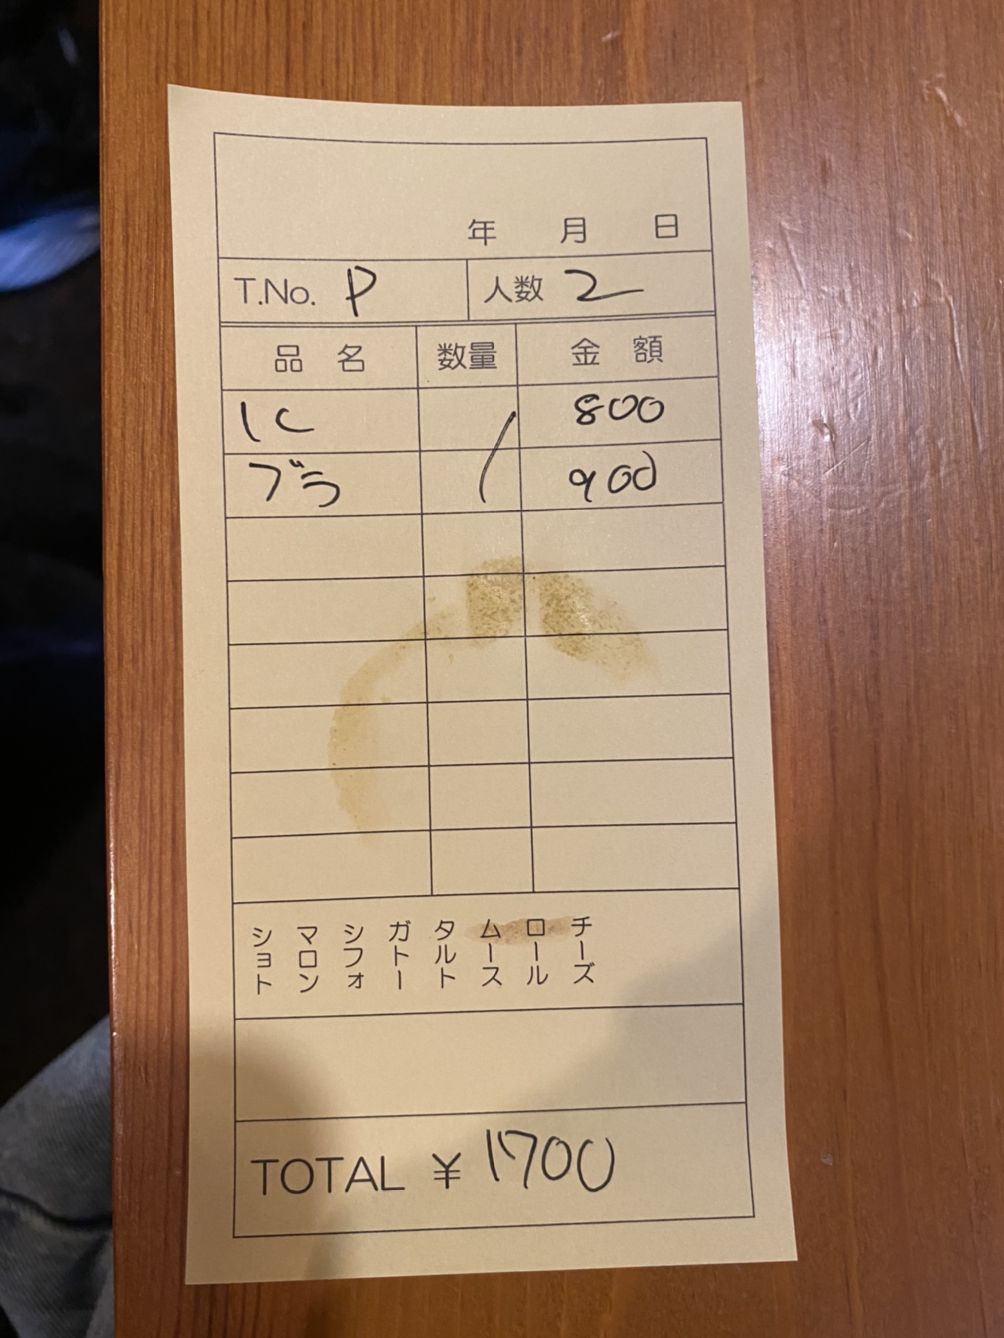 年 月 日
T.No. P 人数 2
品名 数量 金額
IC / 800
ブラ 900
ショート マロン シフォ ガトー タルト ムース ロール チーズ
TOTAL ¥ 1700